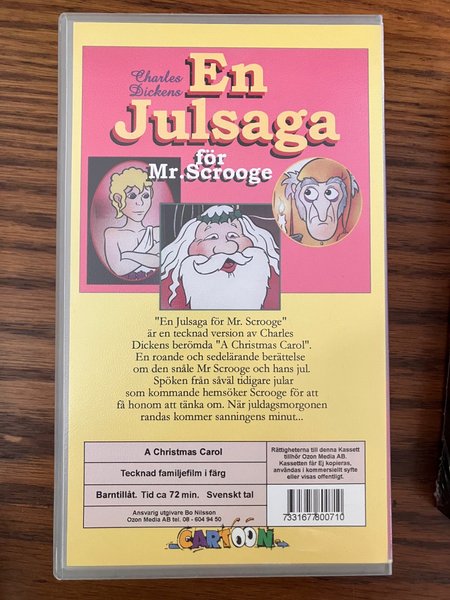 Charles
Dickens
En
Julsaga
för
Mr. Scrooge
"En Julsaga för Mr. Scrooge"
är en tecknad version av Charles
Dickens berömda "A Christmas Carol".
En roande och sedelärande berättelse
om den snåle Mr Scrooge och hans jul.
Spöken från såväl tidigare jular
som kommande hemsöker Scrooge för att
få honom att tänka om. När juldagsmorgonen
randas kommer sanningens minut...
A Christmas Carol
Tecknad familjefilm i färg
Barntillåt. Tid ca 72 min. Svenskt tal
Ansvarig utgivare Bo Nilsson
Ozon Media AB tel. 08 - 604 94 50
Rättigheterna till denna Kassett
tillhör Ozon Media AB.
Kassetten får Ej kopieras,
användas i kommersiellt syfte
eller visas offentligt.
7331677800710
CARTOON